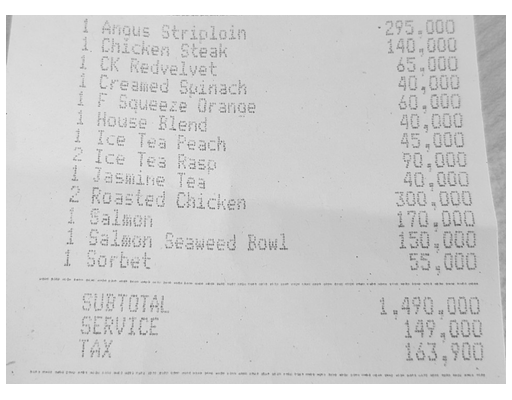 1 Angus Striploin 295,000
1 Chicken Steak 140,000
1 CK Redvelvet 65,000
1 Creamed Spinach 40,000
1 F Squeeze Orange 60,000
1 House Blend 40,000
1 Ice Tea Peach 45,000
2 Ice Tea Rasp 90,000
1 Jasmine Tea 40,000
2 Roasted Chicken 300,000
1 Salmon 170,000
1 Salmon Seaweed Bowl 150,000
1 Sorbet 55,000
SUBTOTAL 1,490,000
SERVICE 149,000
TAX 163,900